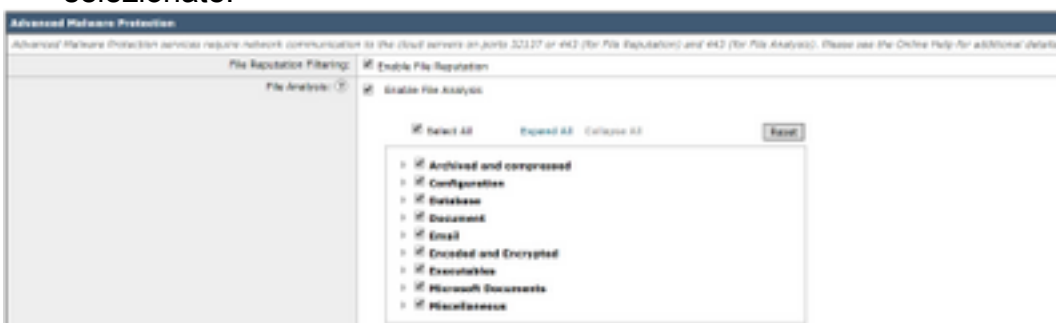 selezionato.
Advanced Malware Protection
Advanced Malware Protection services require network communication to the cloud servers on ports 32137 or 443 (for File Reputation) and 443 (for File Analysis). Please see the Online Help for additional details
File Reputation Filtering: Enable File Reputation
File Analysis: ? Enable File Analysis
Select All Expand All Collapse All Reset
Archived and compressed
Configuration
Database
Document
Email
Encoded and Encrypted
Executables
Microsoft Documents
Miscellaneous